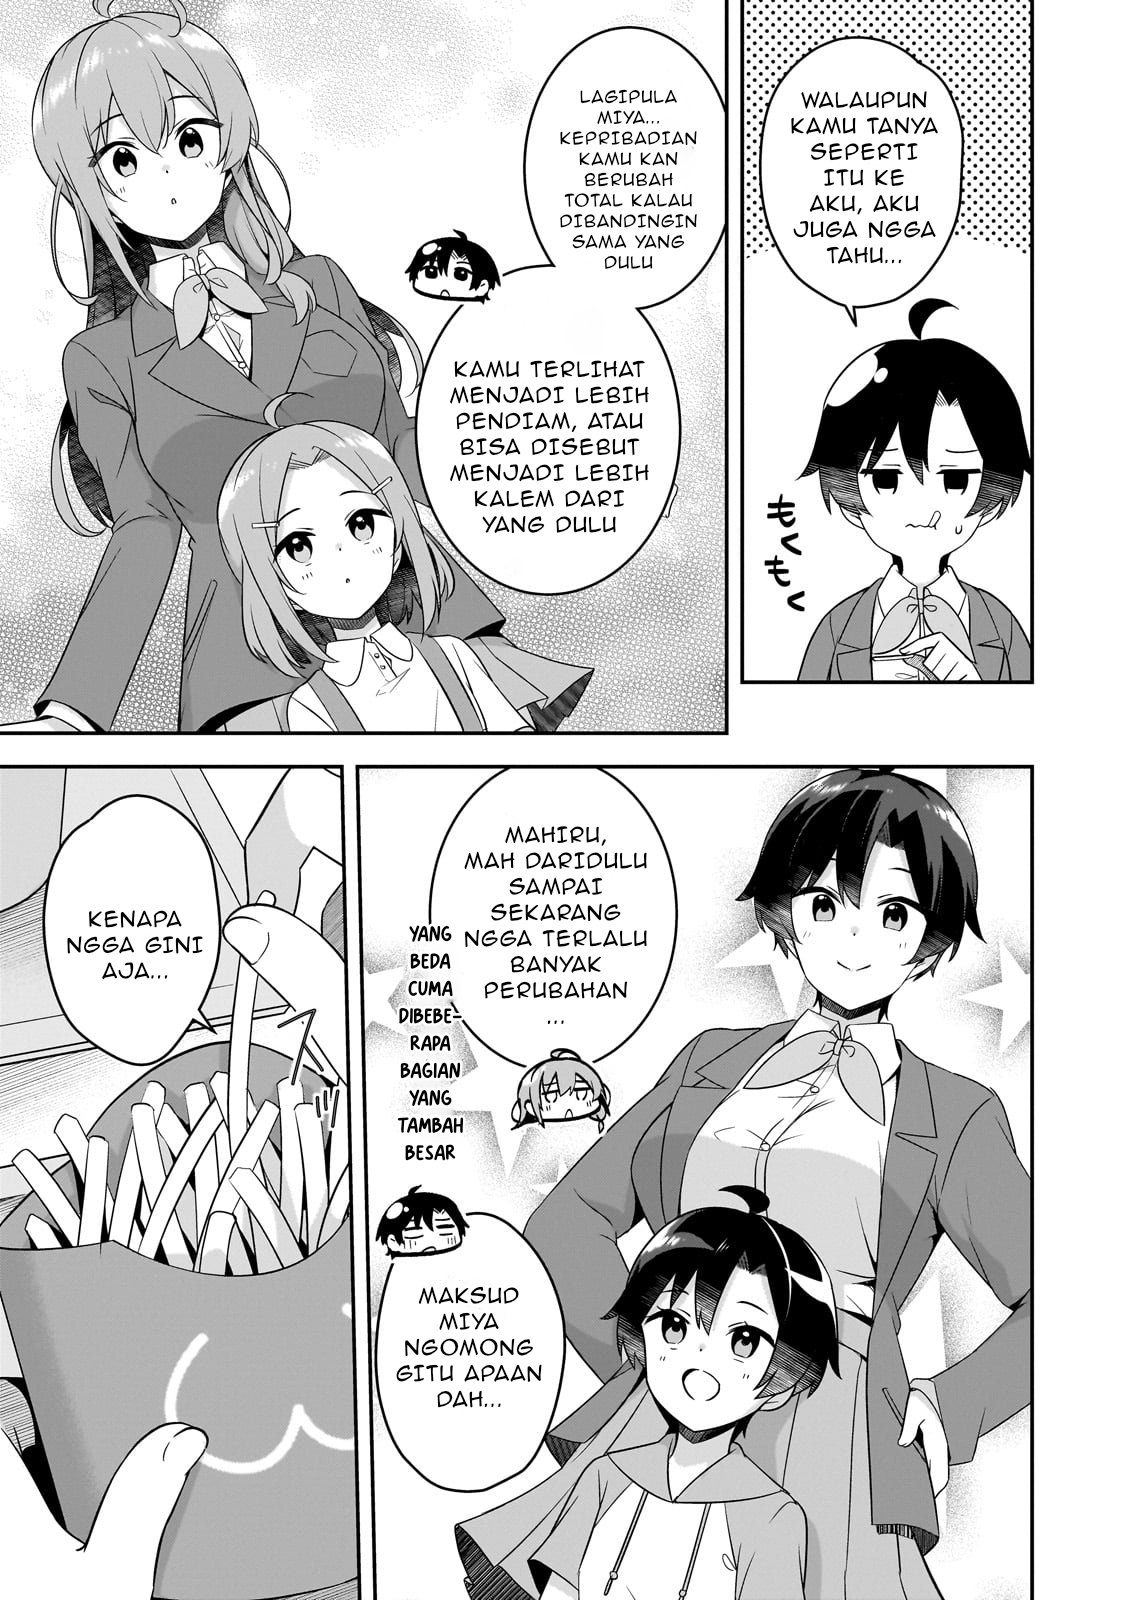 WALAUPUN
KAMU TANYA
SEPERTI
ITU KE
AKU, AKU
JUGA NGGA
TAHU...
もくもく
LAGIPULA
MIYA...
KEPRIBADIAN
KAMU KAN
BERUBAH
TOTAL KALAU
DIBANDINGIN
SAMA YANG
DULU
KAMU TERLIHAT
MENJADI LEBIH
PENDIAM, ATAU
BISA DISEBUT
MENJADI LEBIH
KALEM DARI
YANG DULU
MAHIRU,
MAH DARIDULU
SAMPAI
SEKARANG
NGGA TERLALU
BANYAK
PERUBAHAN
...
YANG
BEDA
CUMA
DIBEBE-
RAPA
BAGIAN
YANG
TAMBAH
BESAR
MAKSUD
MIYA
NGOMONG
GITU APAAN
DAH...
KENAPA
NGGA GINI
AJA...